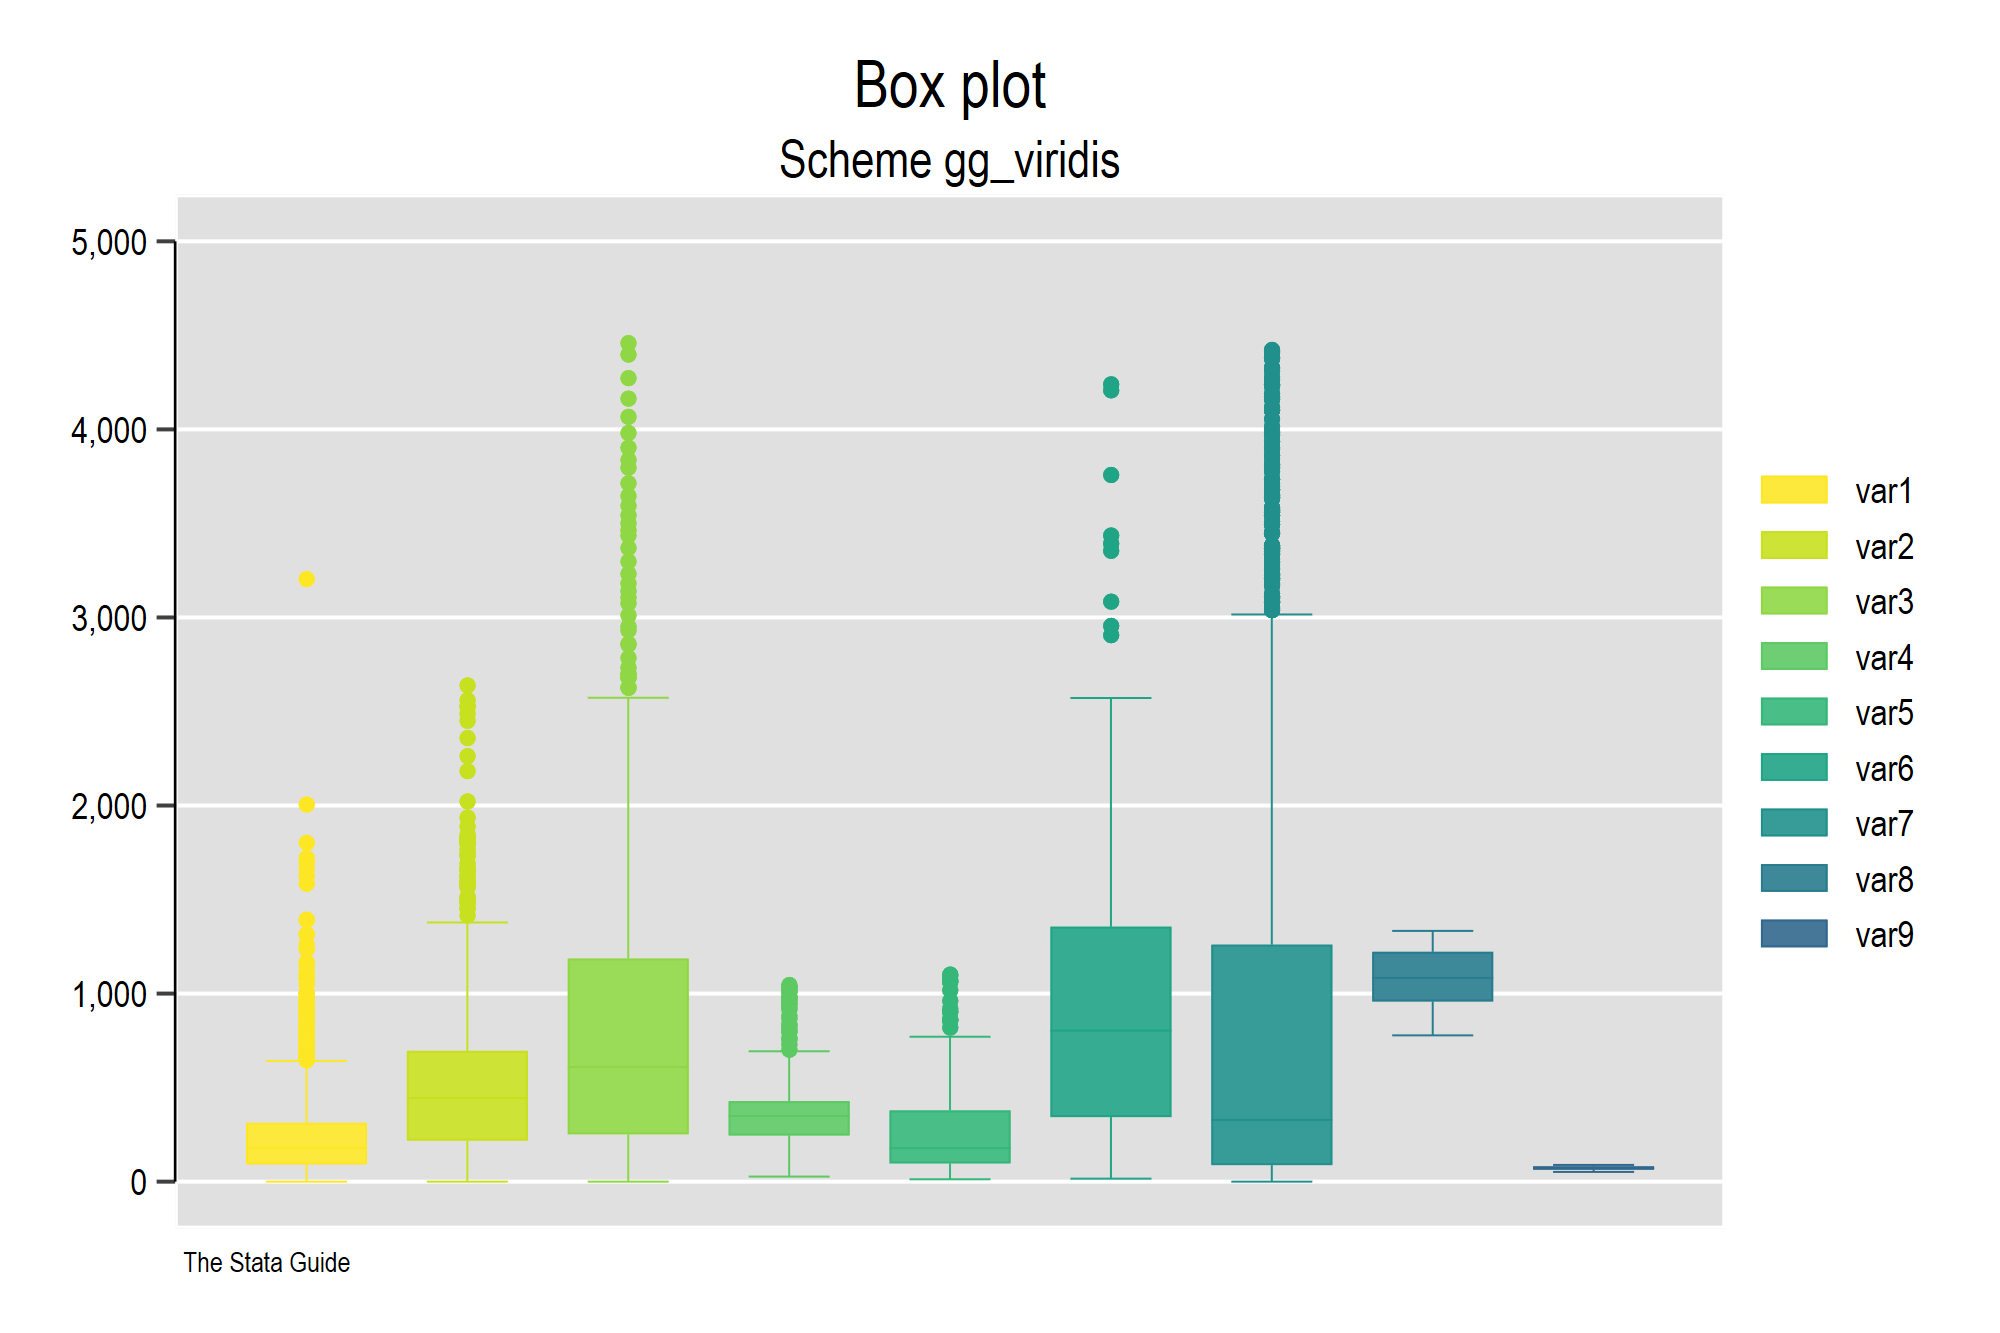 Box plot
Scheme gg_viridis
5,000
4,000
3,000
2,000
1,000
0
var1
var2
var3
var4
var5
var6
var7
var8
var9
The Stata Guide